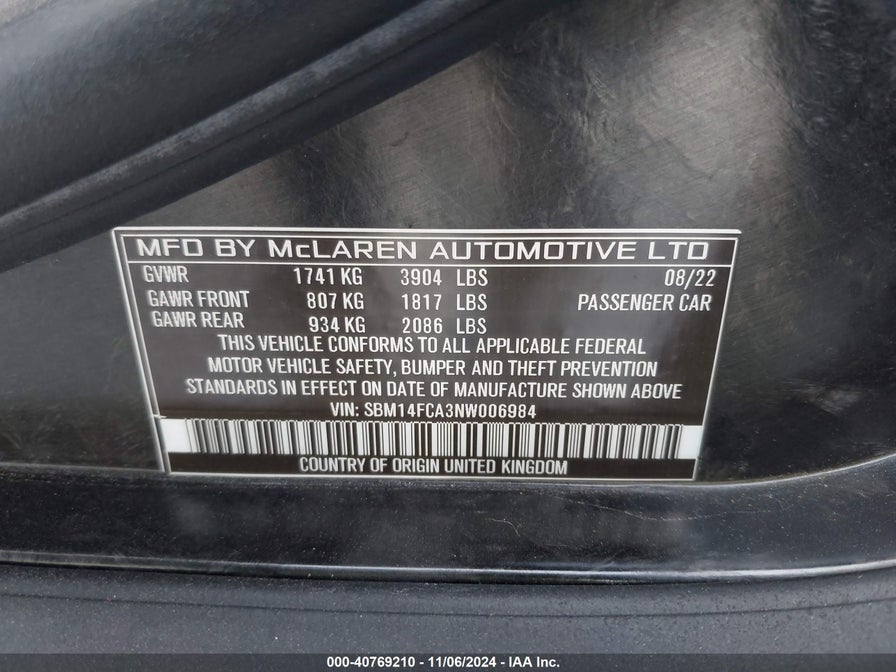 MFD BY McLAREN AUTOMOTIVE LTD
GVWR 1741 KG 3904 LBS 08/22
GAWR FRONT 807 KG 1817 LBS PASSENGER CAR
GAWR REAR 934 KG 2086 LBS
THIS VEHICLE CONFORMS TO ALL APPLICABLE FEDERAL
MOTOR VEHICLE SAFETY, BUMPER AND THEFT PREVENTION
STANDARDS IN EFFECT ON DATE OF MANUFACTURE SHOWN ABOVE
VIN: SBM14FCA3NW006984
COUNTRY OF ORIGIN UNITED KINGDOM
000-40769210 - 11/06/2024 - IAA Inc.